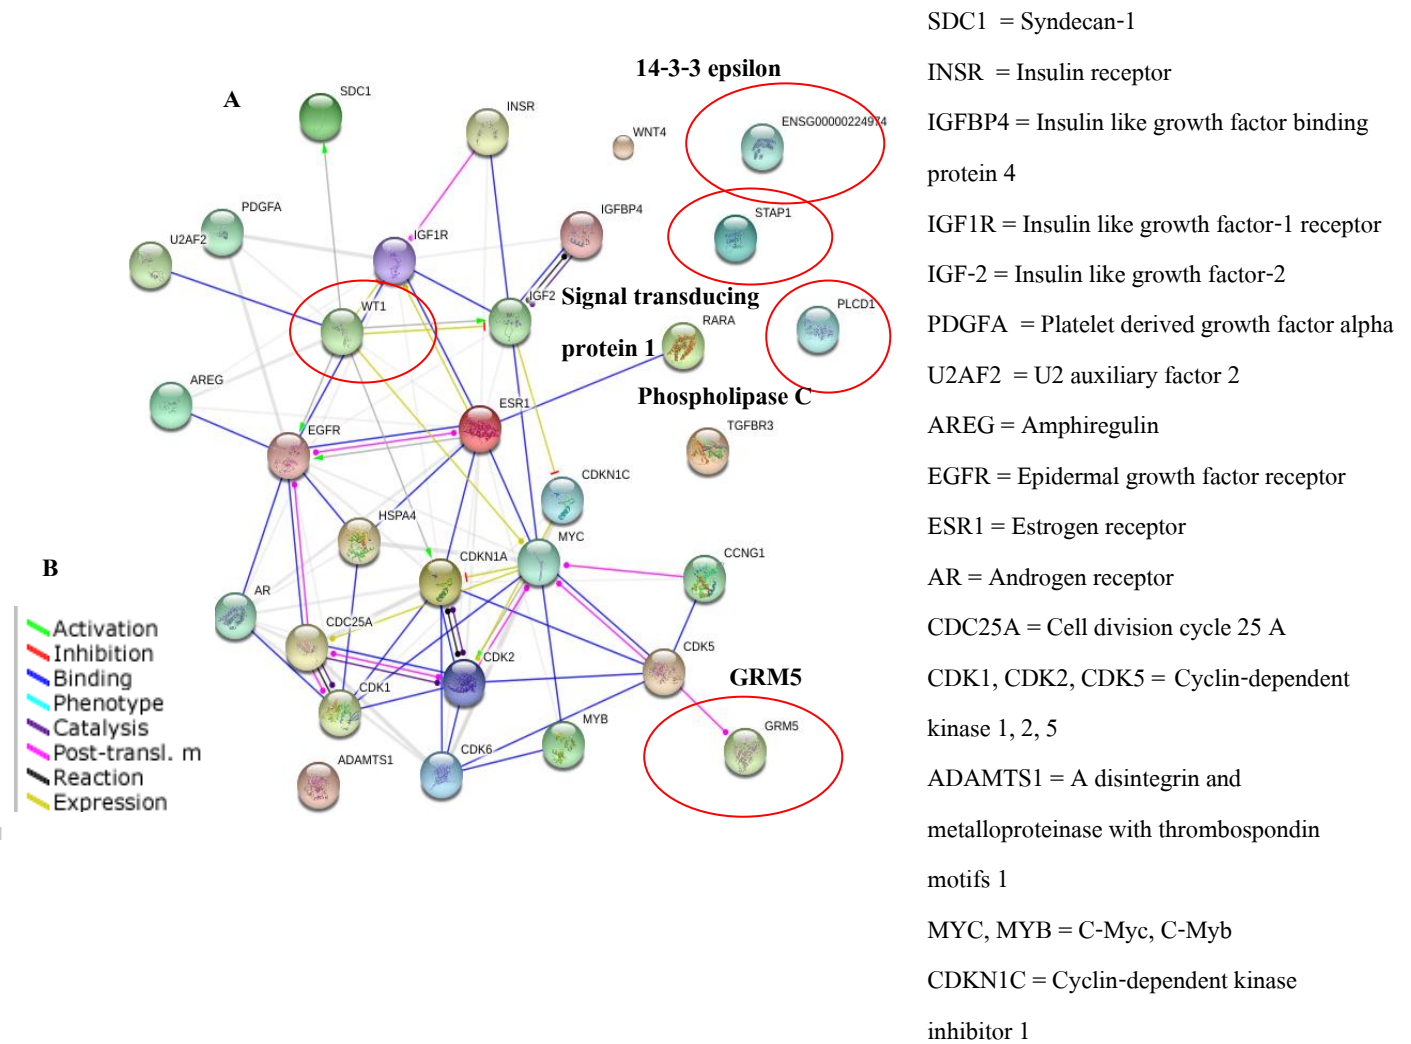 14-3-3 epsilon
A
SDC1
INSR
WNT4
ENSG00000224974
PDGFA
IGFBP4
STAP1
U2AF2
IGF1R
WT1
IGF2
Signal transducing
protein 1
RARA
PLCD1
Phospholipase C
AREG
ESR1
EGFR
TGFBR3
CDKN1C
HSPA4
MYC
CDKN1A
CCNG1
B
AR
CDC25A
CDK2
CDK5
CDK1
GRM5
MYB
GRM5
ADAMTS1
CDK6
Activation
Inhibition
Binding
Phenotype
Catalysis
Post-transl. m
Reaction
Expression
SDC1 = Syndecan-1
INSR = Insulin receptor
IGFBP4 = Insulin like growth factor binding
protein 4
IGF1R = Insulin like growth factor-1 receptor
IGF-2 = Insulin like growth factor-2
PDGFA = Platelet derived growth factor alpha
U2AF2 = U2 auxiliary factor 2
AREG = Amphiregulin
EGFR = Epidermal growth factor receptor
ESR1 = Estrogen receptor
AR = Androgen receptor
CDC25A = Cell division cycle 25 A
CDK1, CDK2, CDK5 = Cyclin-dependent
kinase 1, 2, 5
ADAMTS1 = A disintegrin and
metalloproteinase with thrombospondin
motifs 1
MYC, MYB = C-Myc, C-Myb
CDKN1C = Cyclin-dependent kinase
inhibitor 1